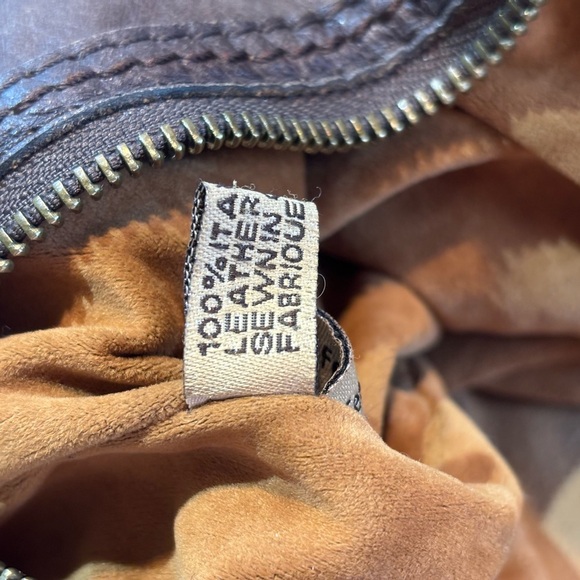 100% ITA
LEATHER
SEWN IN
FABRIQUE